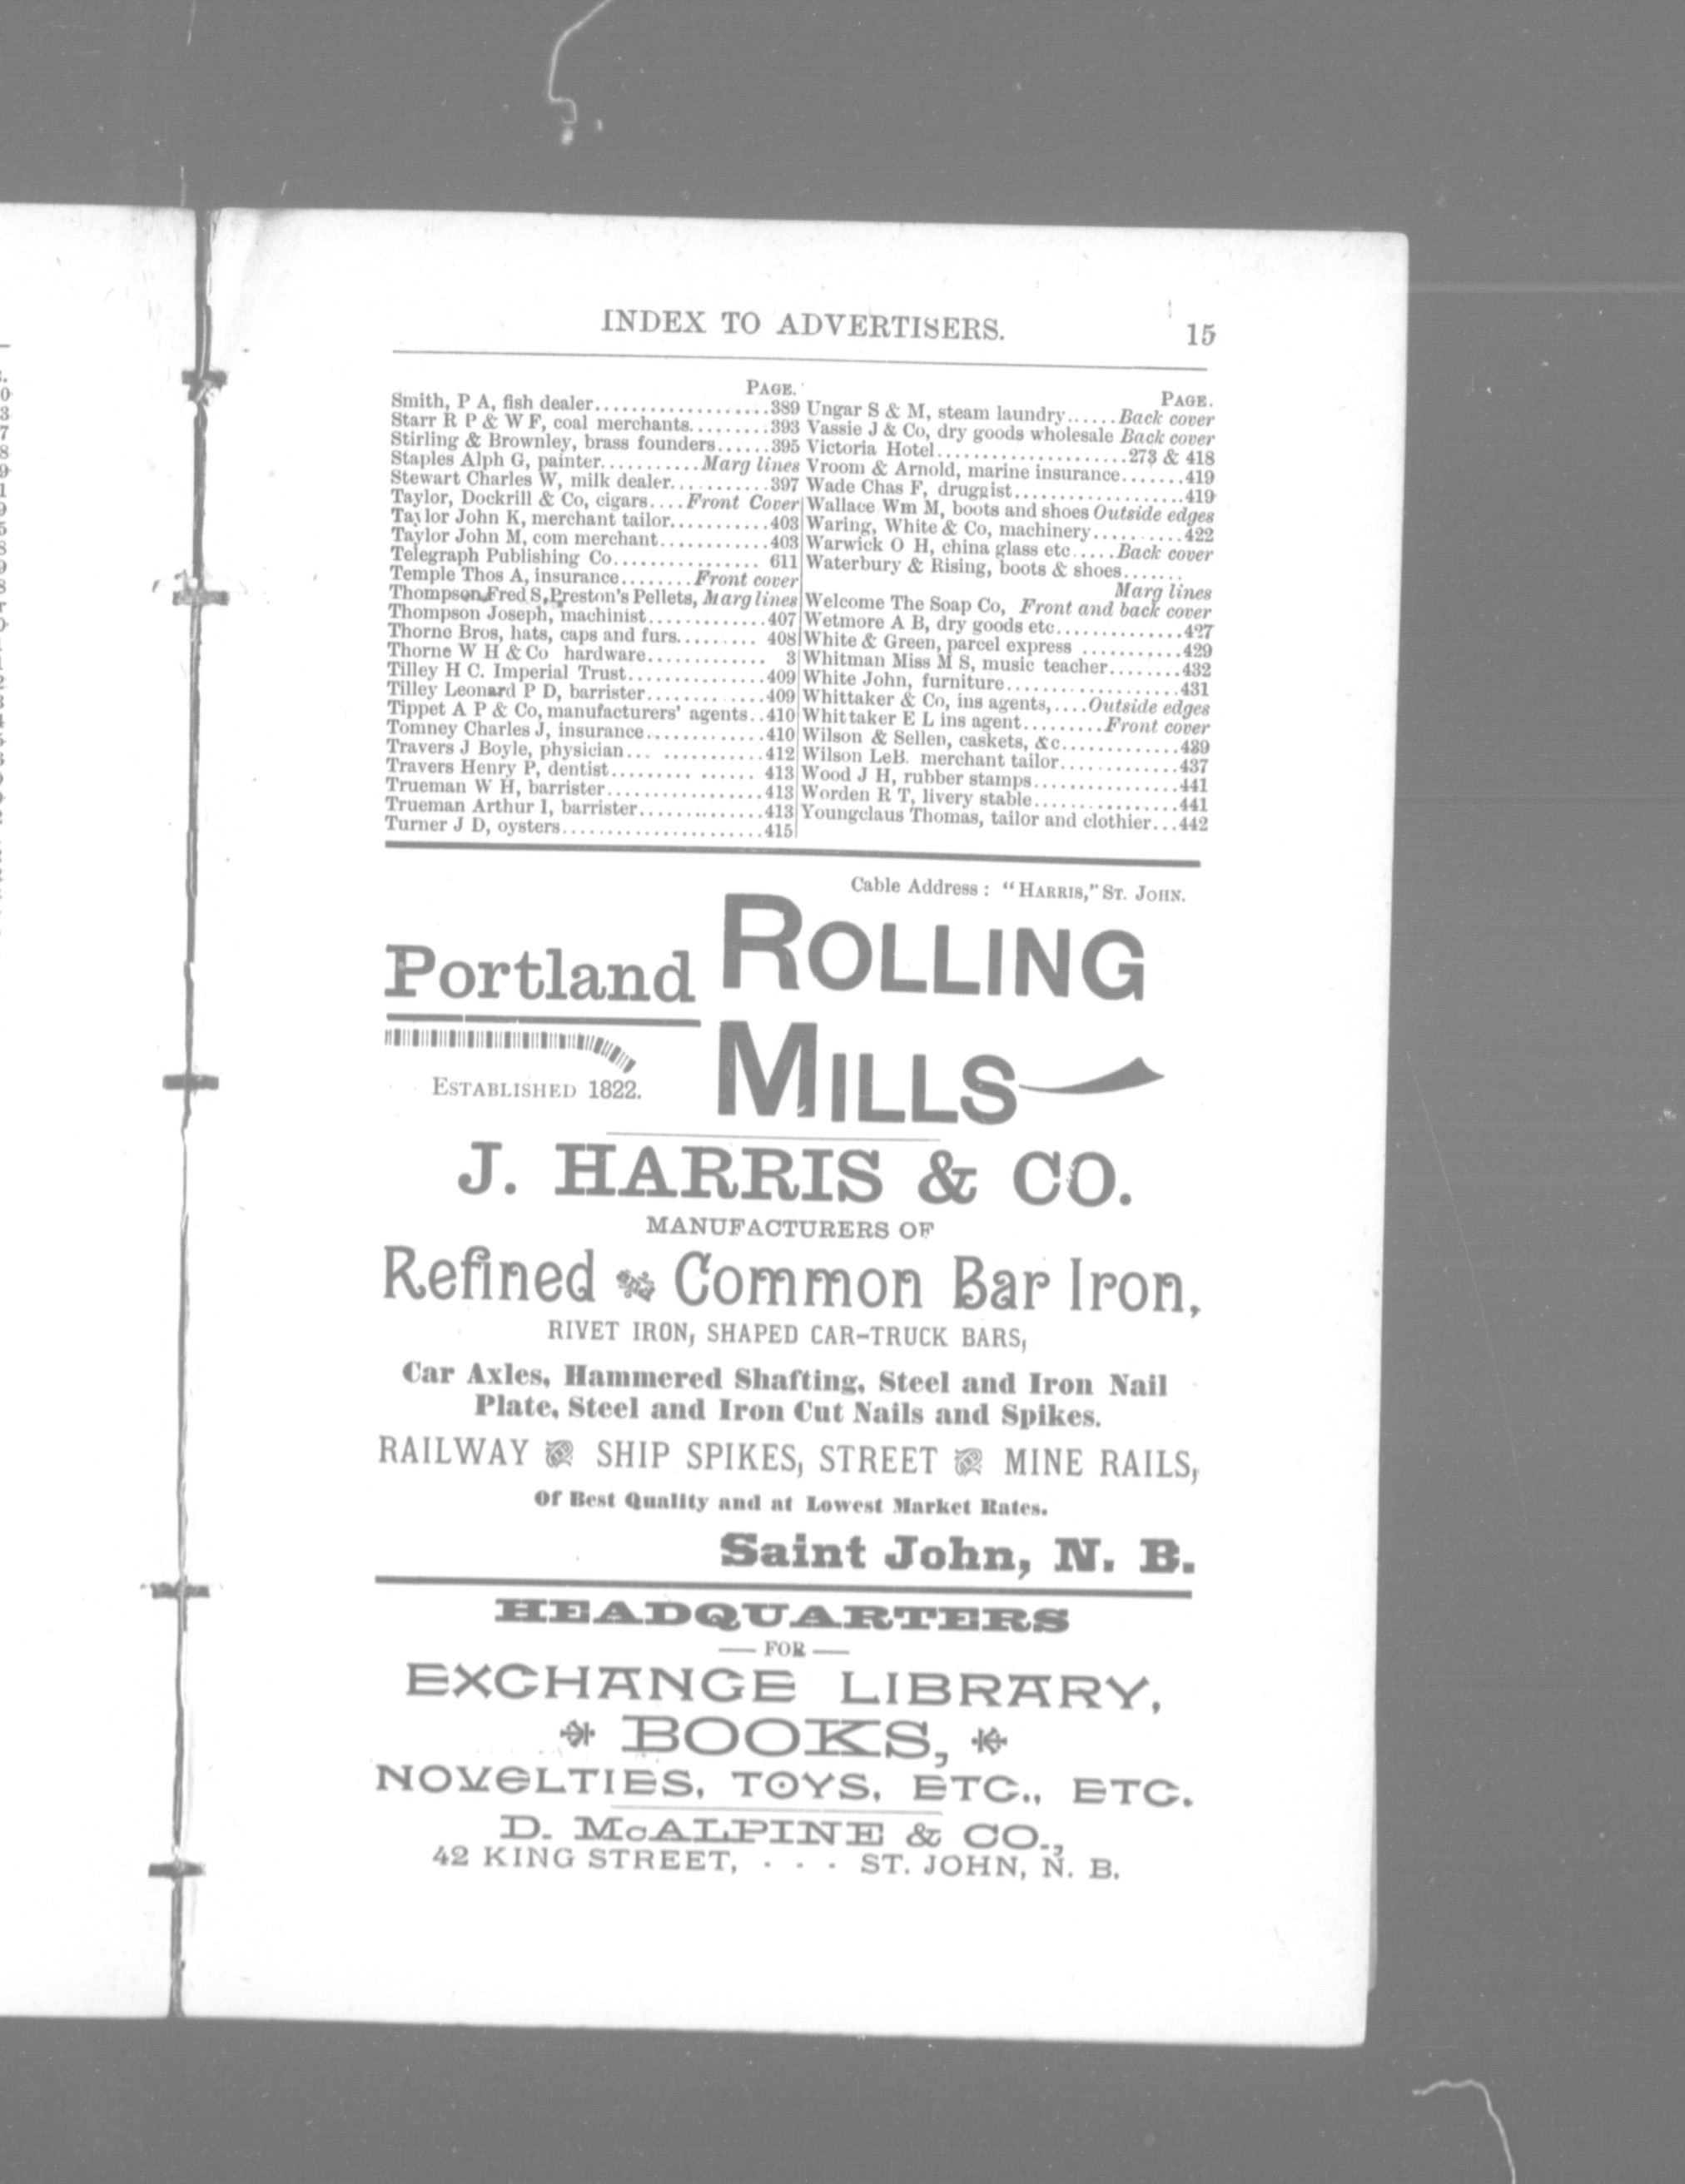 INDEX TO ADVERTISERS. 15
PAGE.
Smith, P A, fish dealer..................389
Starr R P & W F, coal merchants.........393
Stirling & Brownley, brass founders......395
Staples Alph G, painter..........Marg lines
Stewart Charles W, milk dealer..........397
Taylor, Dockrill & Co, cigars....Front Cover
Taylor John K, merchant tailor..........403
Taylor John M, com merchant............403
Telegraph Publishing Co................ 611
Temple Thos A, insurance........Front cover
Thompson Fred S, Preston's Pellets, Marg lines
Thompson Joseph, machinist............407
Thorne Bros, hats, caps and furs......... 408
Thorne W H & Co hardware............ 3
Tilley H C. Imperial Trust..............409
Tilley Leonard P D, barrister............409
Tippet A P & Co, manufacturers' agents..410
Tomney Charles J, insurance............410
Travers J Boyle, physician... ..........412
Travers Henry P, dentist......... ...... 413
Trueman W H, barrister................413
Trueman Arthur I, barrister.............413
Turner J D, oysters.....................415
PAGE.
Ungar S & M, steam laundry......Back cover
Vassie J & Co, dry goods wholesale Back cover
Victoria Hotel....................273 & 418
Vroom & Arnold, marine insurance.......419
Wade Chas F, druggist..................419
Wallace Wm M, boots and shoes Outside edges
Waring, White & Co, machinery..........422
Warwick O H, china glass etc.....Back cover
Waterbury & Rising, boots & shoes.......
Marg lines
Welcome The Soap Co, Front and back cover
Wetmore A B, dry goods etc.............427
White & Green, parcel express ...........429
Whitman Miss M S, music teacher........432
White John, furniture..................431
Whittaker & Co, ins agents,....Outside edges
Whittaker E L ins agent.........Front cover
Wilson & Sellen, caskets, &c............439
Wilson LeB. merchant tailor............437
Wood J H, rubber stamps...............441
Worden R T, livery stable...............441
Youngclaus Thomas, tailor and clothier...442
Cable Address: "HARRIS," ST. JOHN.
Portland ROLLING
MILLS
ESTABLISHED 1822.
J. HARRIS & CO.
MANUFACTURERS OF
Refined and Common Bar Iron,
RIVET IRON, SHAPED CAR-TRUCK BARS,
Car Axles, Hammered Shafting, Steel and Iron Nail
Plate, Steel and Iron Cut Nails and Spikes.
RAILWAY & SHIP SPIKES, STREET & MINE RAILS,
Of Best Quality and at Lowest Market Rates.
Saint John, N. B.
HEADQUARTERS
— FOR —
EXCHANGE LIBRARY,
BOOKS,
NOVELTIES, TOYS, ETC., ETC.
D. McALPINE & CO.,
42 KING STREET, - - - ST. JOHN, N. B.